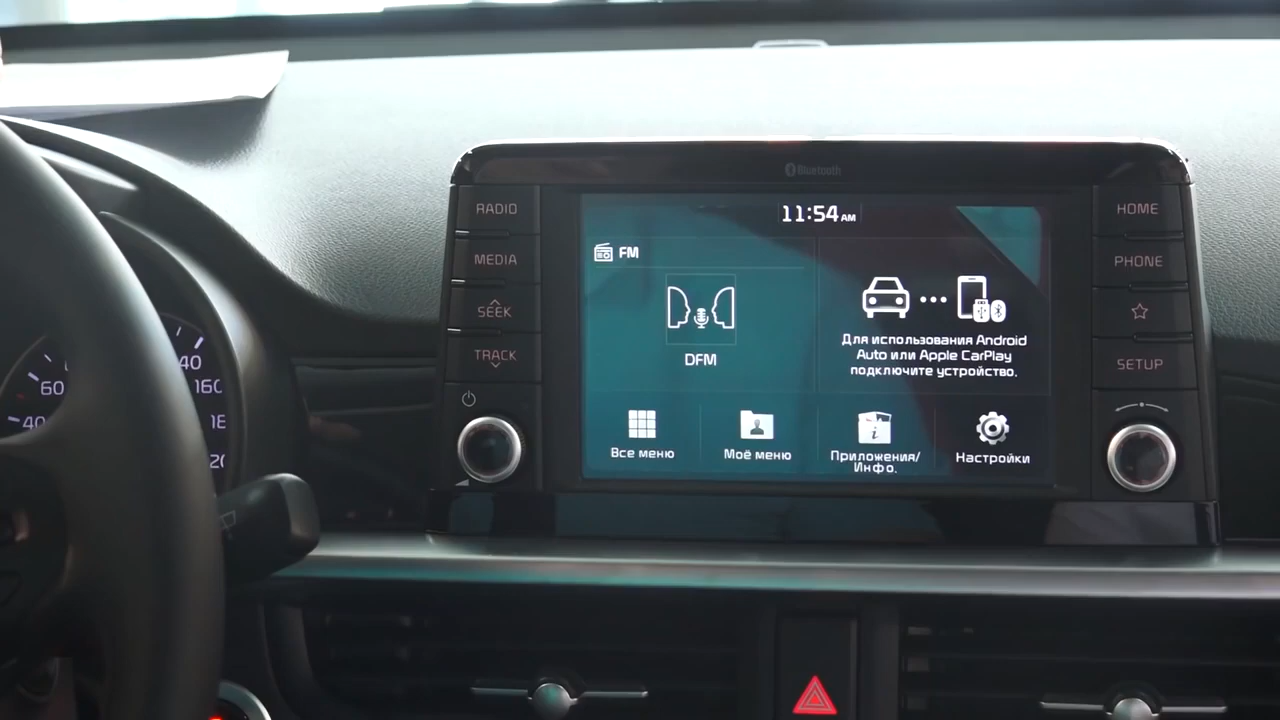 Bluetooth
RADIO
MEDIA
SEEK
TRACK
11:54 AM
FM
DFM
Для использования Android
Auto или Apple CarPlay
подключите устройство.
Все меню
Моё меню
Приложения/
Инфо.
Настройки
HOME
PHONE
SETUP
40
60
160